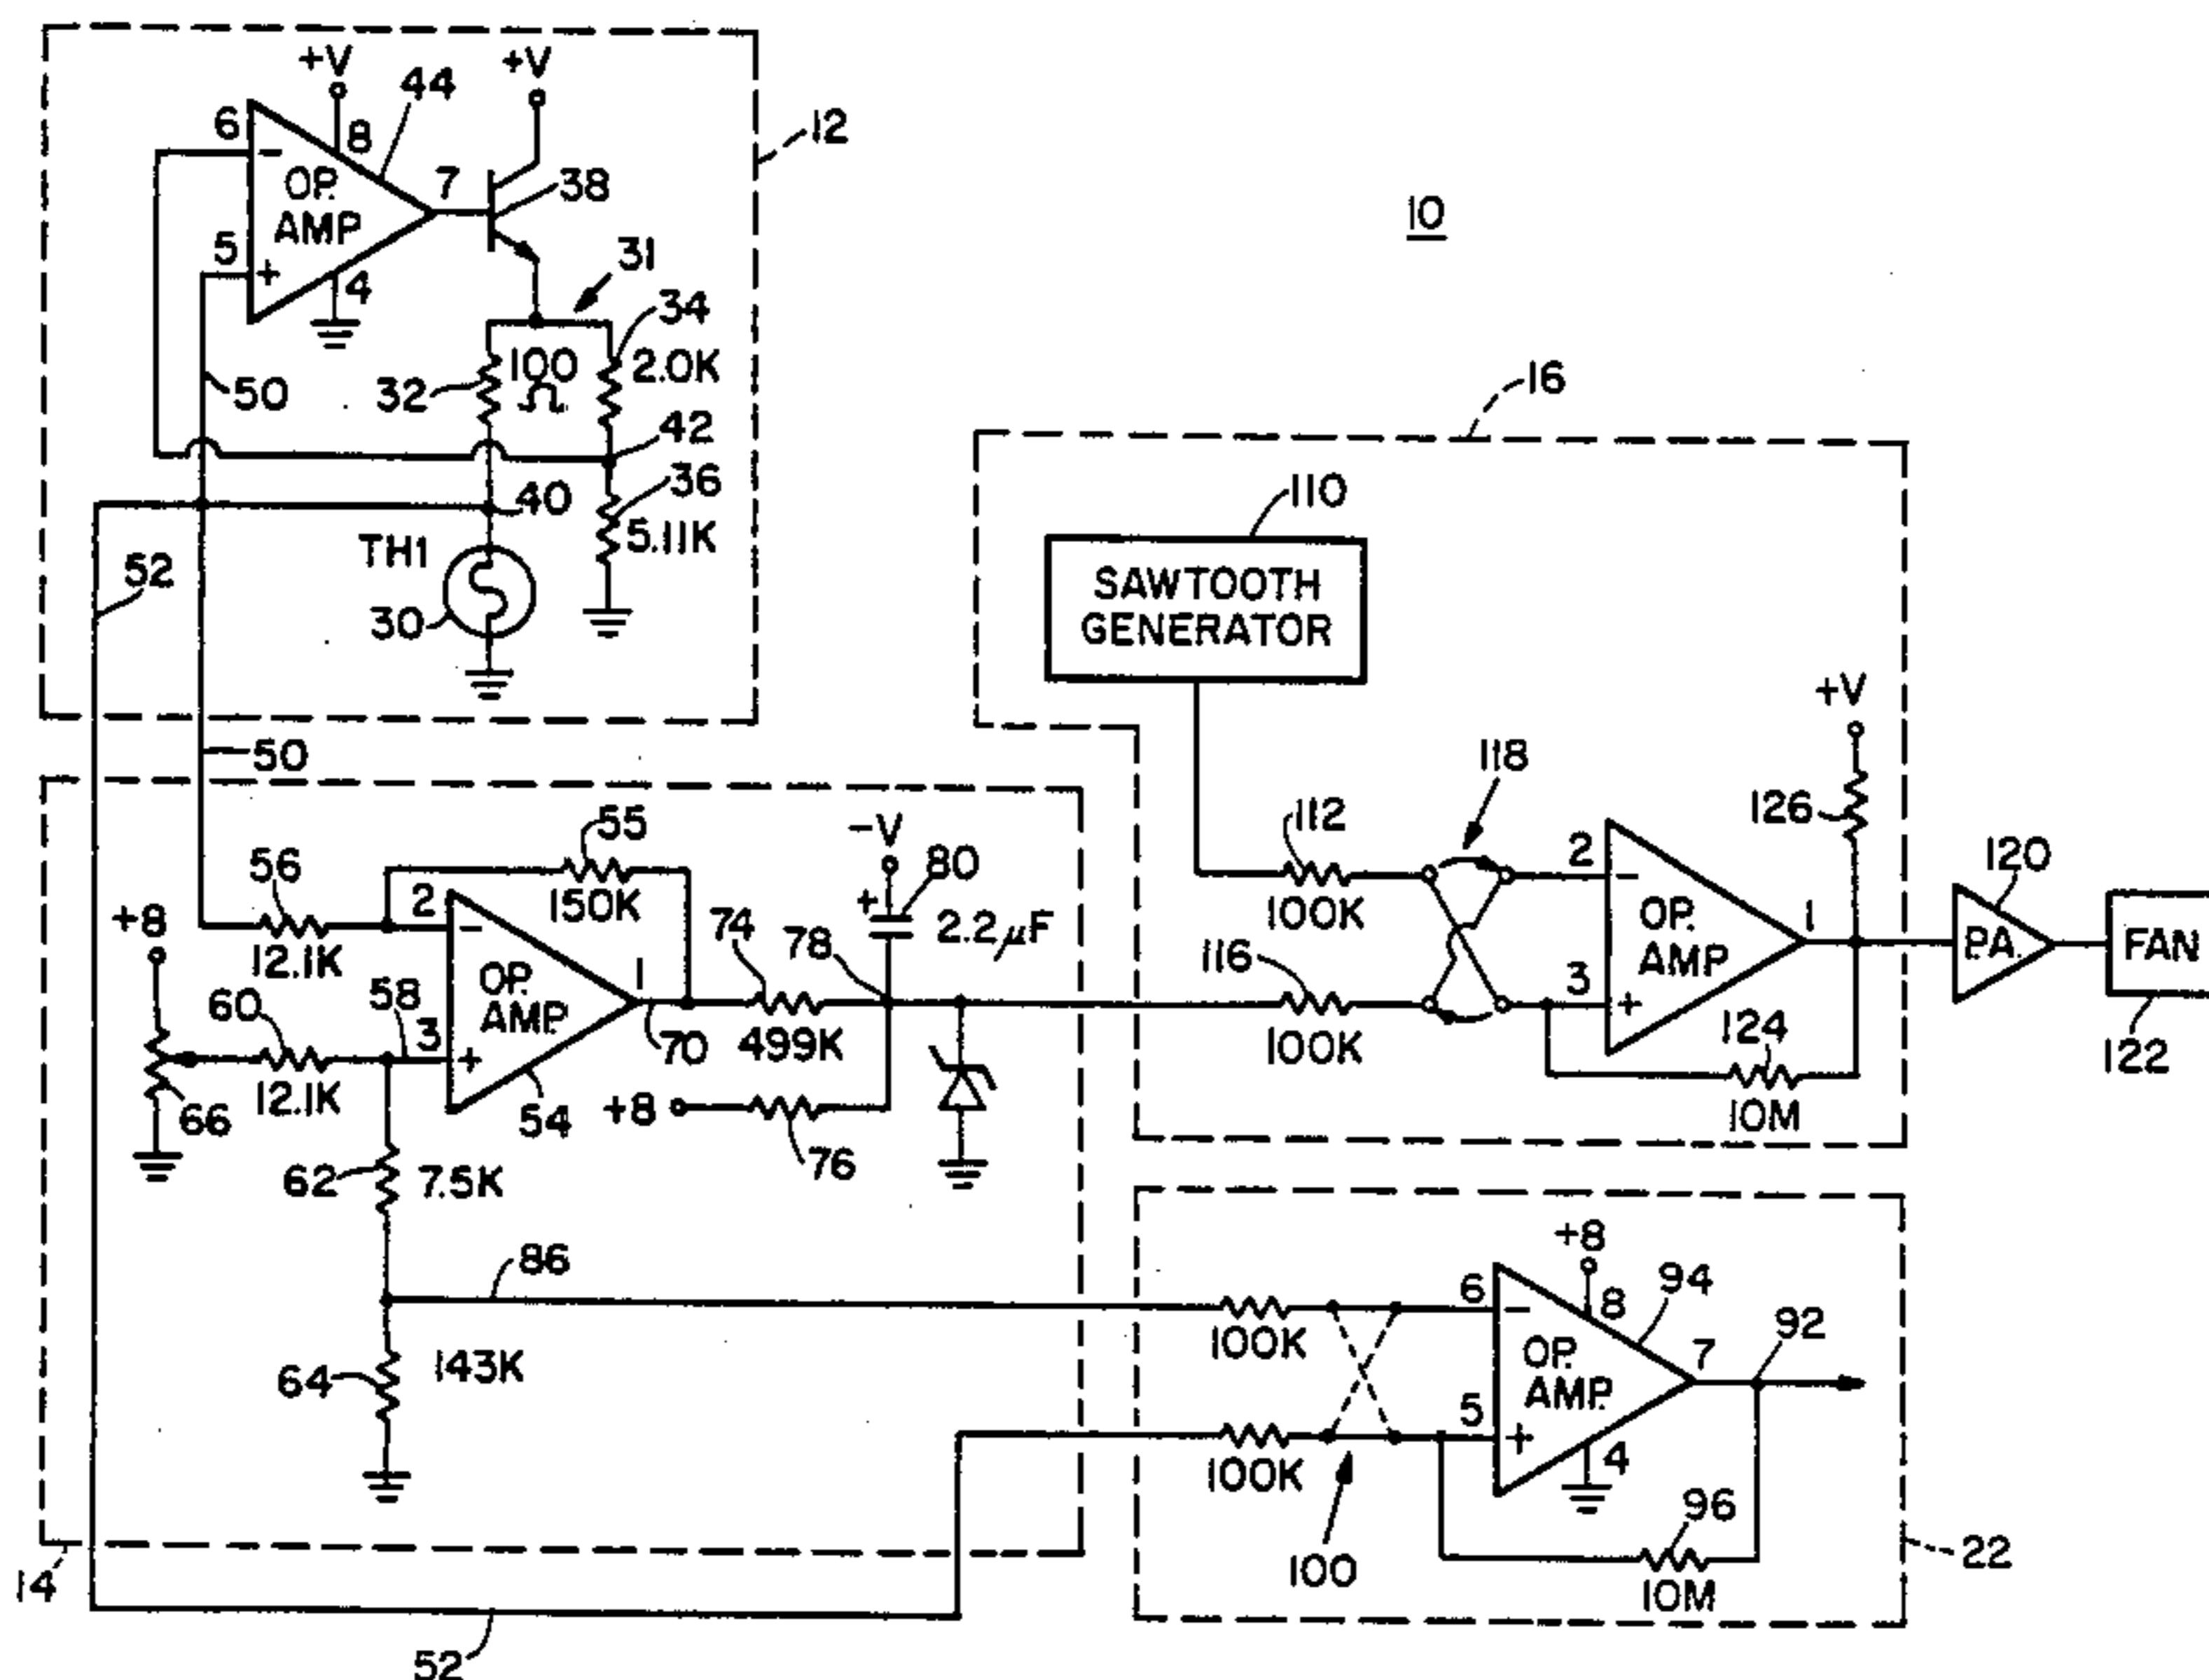 +V
+V
44
6
8
-
OP.
AMP
7
38
12
5
+
4
31
34
100
Ω
2.0K
32
50
42
36
40
5.11K
TH1
30
52
10
16
110
SAWTOOTH
GENERATOR
+V
118
112
126
2
-
100K
OP.
AMP
1
120
P.A.
FAN
122
116
3
+
100K
124
10M
50
55
-V
80
56
150K
+
2.2μF
+8
2
-
12.1K
74
78
60
58
OP.
AMP
1
3
+
70
499K
12.1K
54
+8
66
76
62
7.5K
86
64
143K
14
52
+8
94
6
-
8
100K
OP.
AMP.
7
92
5
+
4
100K
96
100
10M
22